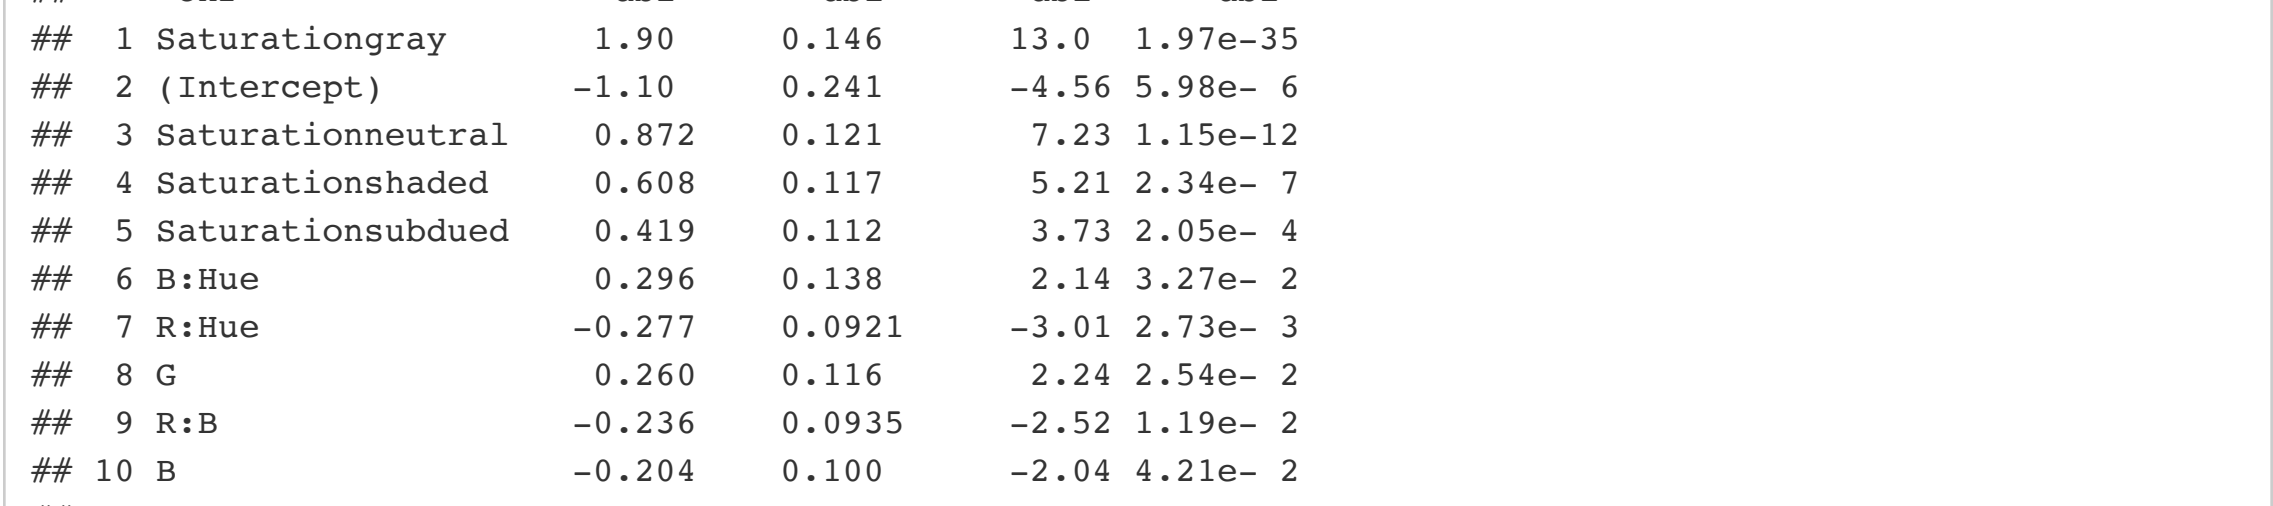 ##  1 Saturationgray       1.90     0.146      13.0  1.97e-35
##  2 (Intercept)         -1.10     0.241      -4.56 5.98e- 6
##  3 Saturationneutral    0.872    0.121       7.23 1.15e-12
##  4 Saturationshaded     0.608    0.117       5.21 2.34e- 7
##  5 Saturationsubdued    0.419    0.112       3.73 2.05e- 4
##  6 B:Hue                0.296    0.138       2.14 3.27e- 2
##  7 R:Hue               -0.277    0.0921     -3.01 2.73e- 3
##  8 G                    0.260    0.116       2.24 2.54e- 2
##  9 R:B                 -0.236    0.0935     -2.52 1.19e- 2
## 10 B                   -0.204    0.100      -2.04 4.21e- 2